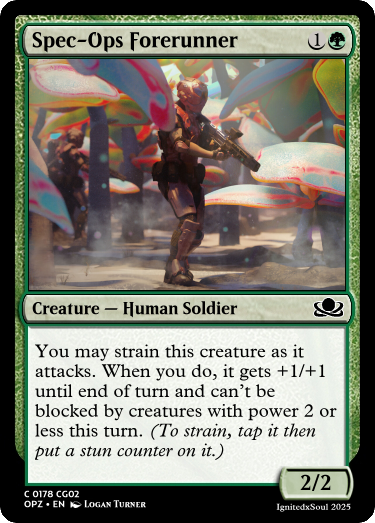 Spec-Ops Forerunner 1
Creature — Human Soldier
You may strain this creature as it
attacks. When you do, it gets +1/+1
until end of turn and can't be
blocked by creatures with power 2 or
less this turn. (To strain, tap it then
put a stun counter on it.)
2/2
C 0178 CG02
OPZ • EN Logan Turner
IgnitedxSoul 2025